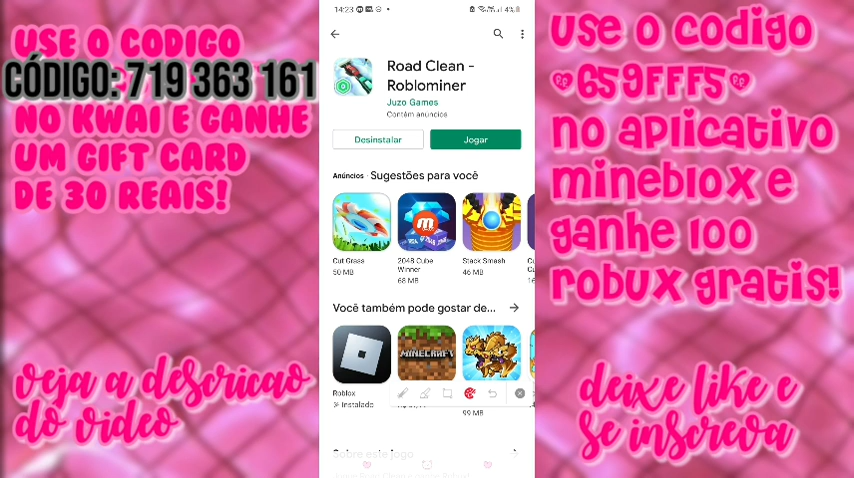 USE O CODIGO
CÓDIGO: 719 363 161
NO KWAI E GANHE
UM GIFT CARD
DE 30 REAIS!
veja a descricao
do video
14:23
4%
Road Clean -
Roblominer
Juzo Games
Contém anúncios
Desinstalar
Jogar
Anúncios · Sugestões para você
Cut Grass
50 MB
2048 Cube
Winner
68 MB
Stack Smash
46 MB
Você também pode gostar de...
MINECRAFT
Roblox
Instalado
99 MB
Sobre este jogo
use o codigo
659FFF5
no aplicativo
mineblox e
ganhe 100
robux gratis!
deixe like e
se inscreva